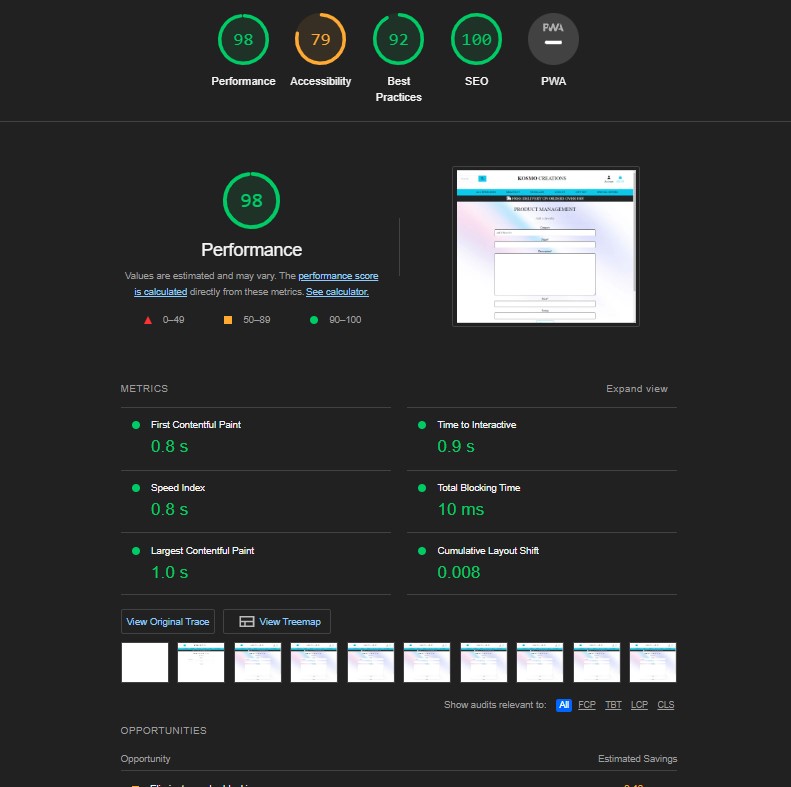 98 79 92 100 PWA
Performance Accessibility Best Practices SEO PWA
98
Performance
Values are estimated and may vary. The performance score
is calculated directly from these metrics. See calculator.
0–49 50–89 90–100
KOSMO CREATIONS
FREE DELIVERY ON ORDERS OVER
PRODUCT MANAGEMENT
METRICS Expand view
First Contentful Paint Time to Interactive
0.8 s 0.9 s
Speed Index Total Blocking Time
0.8 s 10 ms
Largest Contentful Paint Cumulative Layout Shift
1.0 s 0.008
View Original Trace View Treemap
Show audits relevant to: All FCP TBT LCP CLS
OPPORTUNITIES
Opportunity Estimated Savings